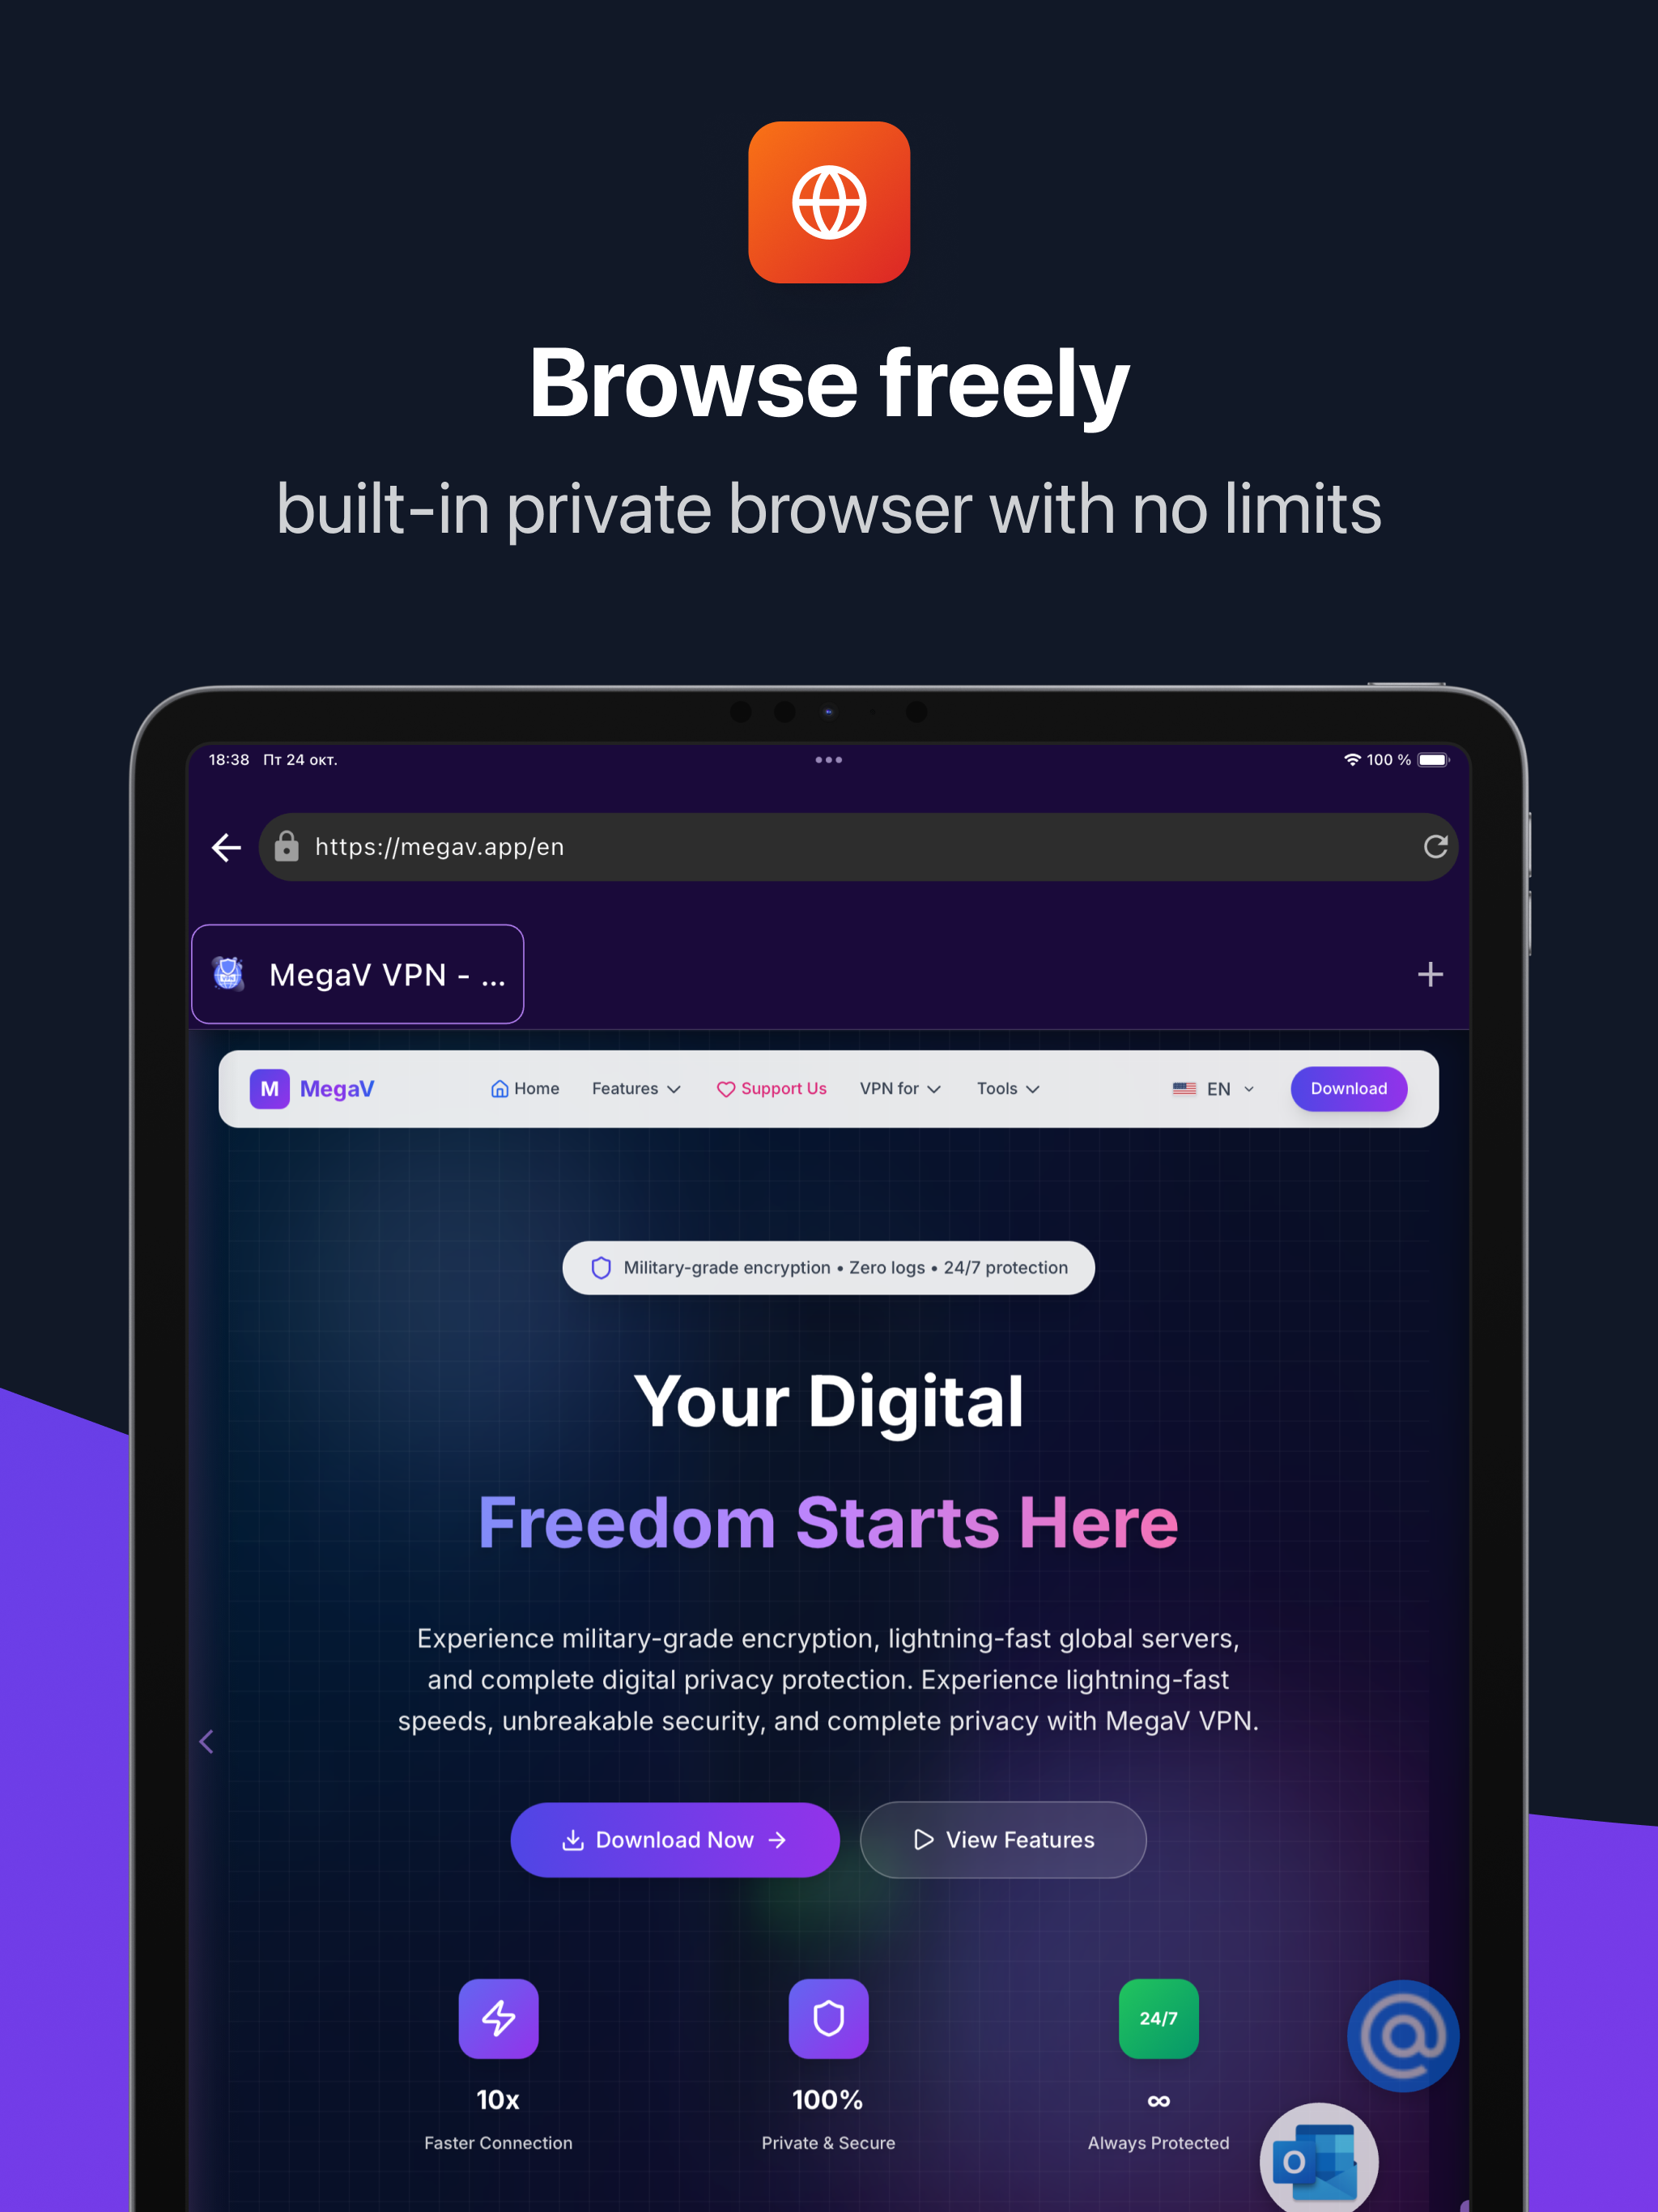 Browse freely
built-in private browser with no limits
18:38 Пт 24 окт.
100 %
https://megav.app/en
MegaV VPN - ...
M MegaV
Home Features Support Us VPN for Tools
EN
Download
Military-grade encryption • Zero logs • 24/7 protection
Your Digital
Freedom Starts Here
Experience military-grade encryption, lightning-fast global servers,
and complete digital privacy protection. Experience lightning-fast
speeds, unbreakable security, and complete privacy with MegaV VPN.
Download Now
View Features
24/7
10x
100%
∞
Faster Connection
Private & Secure
Always Protected
@
O